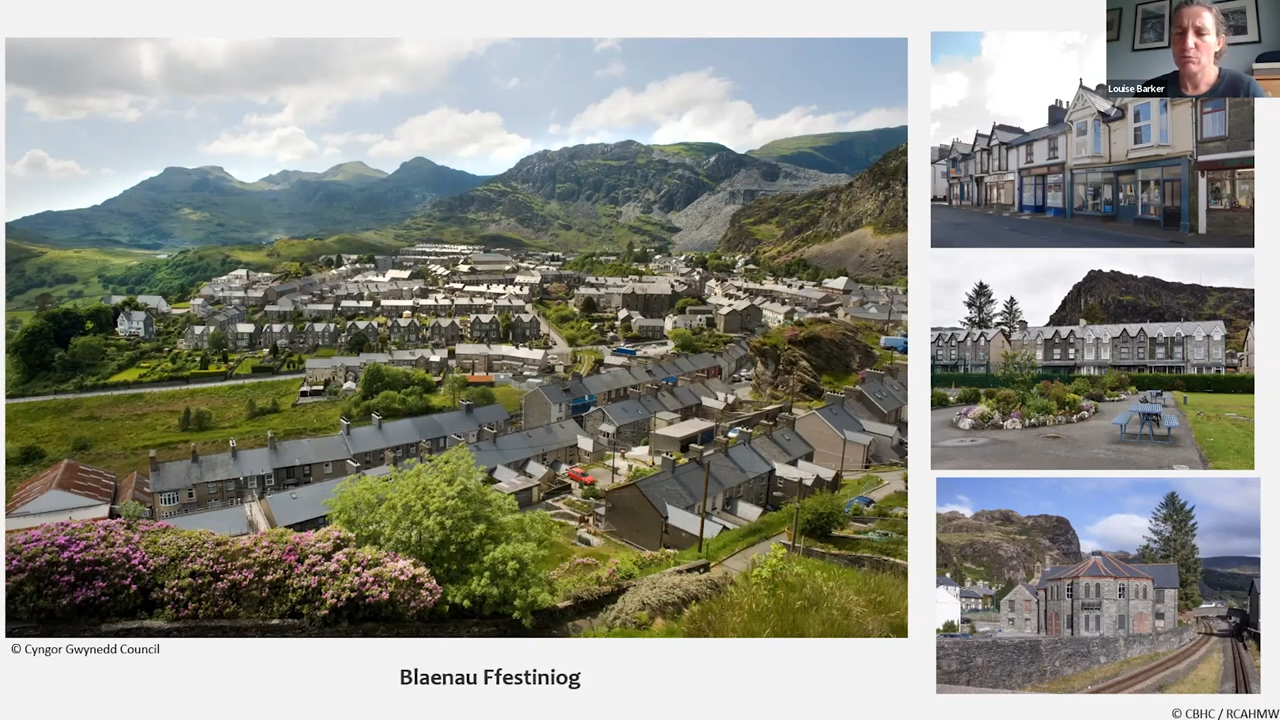 Louise Barker
© Cyngor Gwynedd Council
Blaenau Ffestiniog
© CBHC / RCAHMW